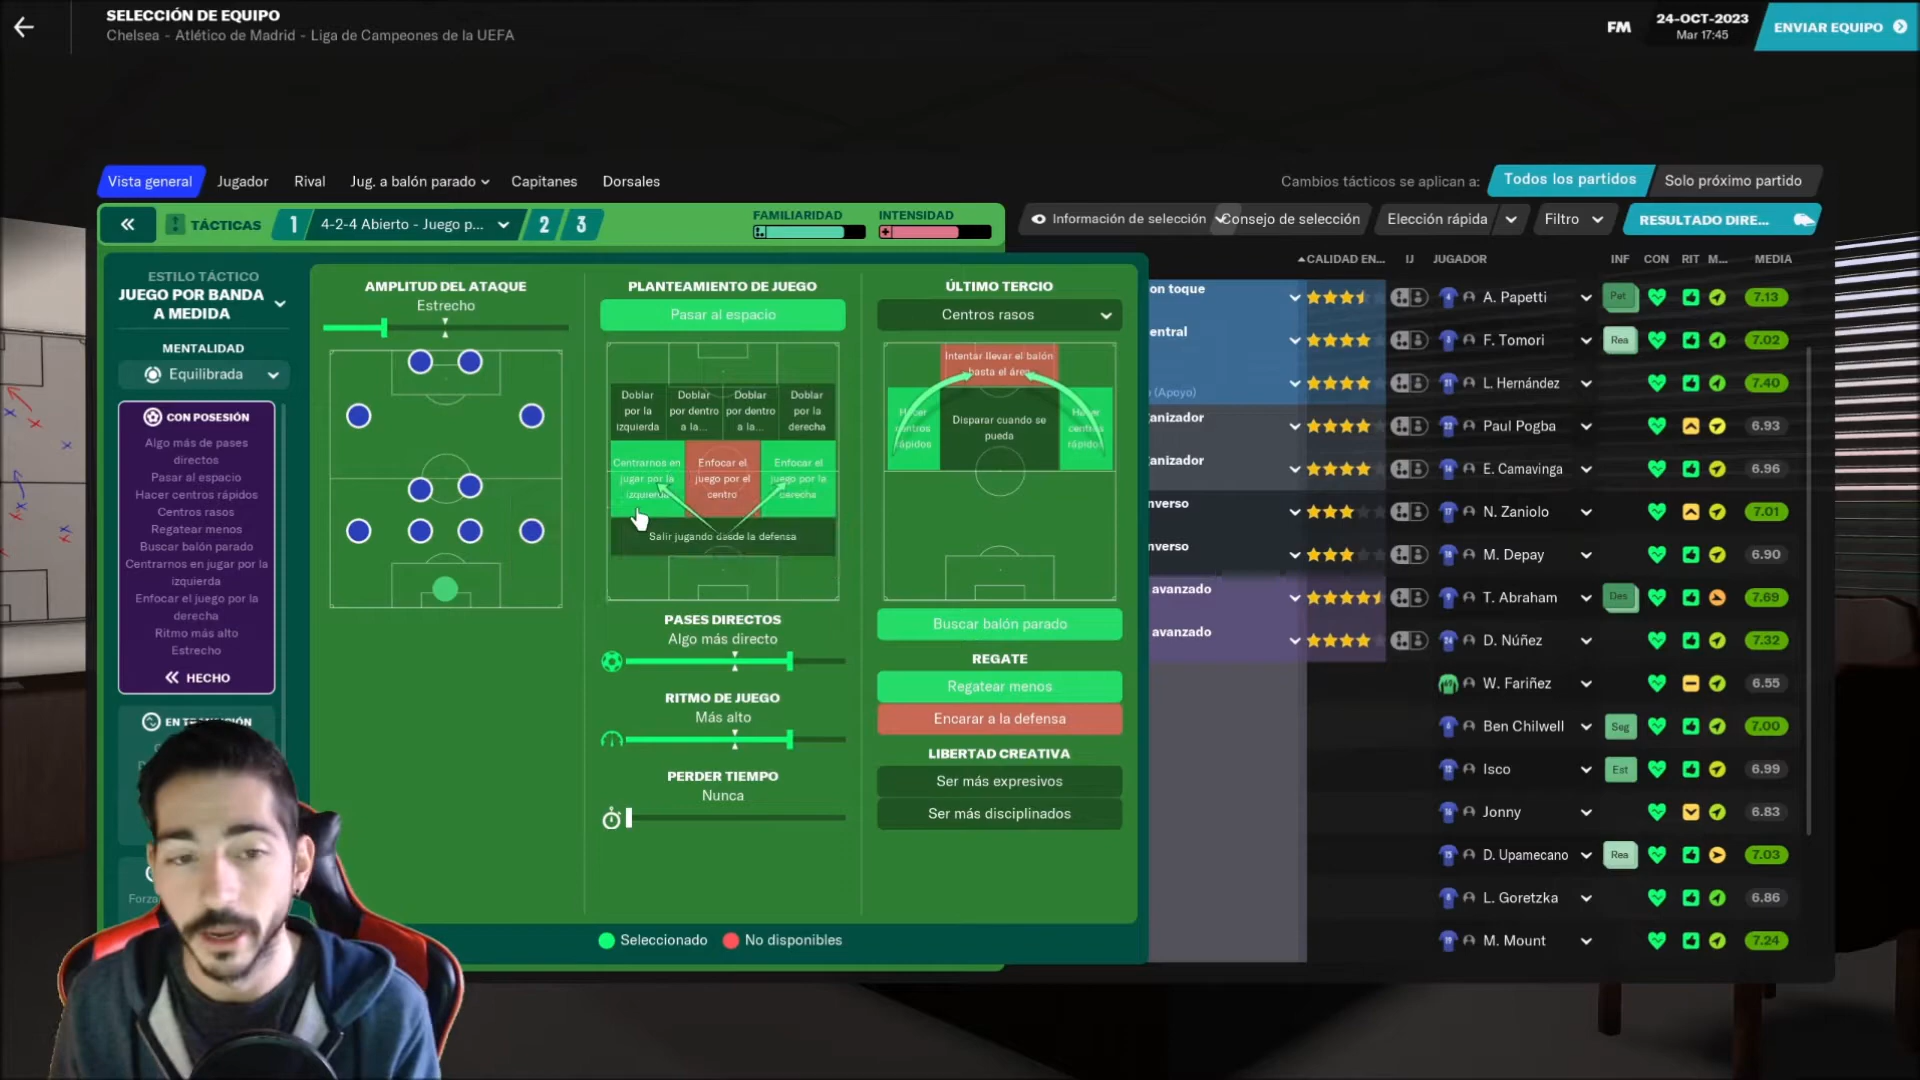 SELECCIÓN DE EQUIPO
Chelsea - Atlético de Madrid - Liga de Campeones de la UEFA
FM
24-OCT-2023
Mar 17:45
ENVIAR EQUIPO
Vista general
Jugador
Rival
Jug. a balón parado
Capitanes
Dorsales
Cambios tácticos se aplican a:
Todos los partidos
Solo próximo partido
TÁCTICAS
1
4-2-4 Abierto - Juego p...
2
3
FAMILIARIDAD
INTENSIDAD
Información de selección
Consejo de selección
Elección rápida
Filtro
RESULTADO DIRE...
ESTILO TÁCTICO
JUEGO POR BANDA
A MEDIDA
MENTALIDAD
Equilibrada
CON POSESIÓN
Algo más de pases
directos
Pasar al espacio
Hacer centros rápidos
Centros rasos
Regatear menos
Buscar balón parado
Centrarnos en jugar por la
izquierda
Enfocar el juego por la
derecha
Ritmo más alto
Estrecho
HECHO
EN TRANSICIÓN
Forza
AMPLITUD DEL ATAQUE
Estrecho
PLANTEAMIENTO DE JUEGO
Pasar al espacio
Doblar
por la
izquierda
Doblar
por dentro
a la...
Doblar
por dentro
a la...
Doblar
por la
derecha
Centrarnos en
jugar por la
izquierda
Enfocar el
juego por el
centro
Enfocar el
juego por la
derecha
Salir jugando desde la defensa
PASES DIRECTOS
Algo más directo
RITMO DE JUEGO
Más alto
PERDER TIEMPO
Nunca
ÚLTIMO TERCIO
Centros rasos
Intentar llevar el balón
hasta el área
Hacer
centros
rápidos
Disparar cuando se
pueda
Hacer
centros
rápidos
Buscar balón parado
REGATE
Regatear menos
Encarar a la defensa
LIBERTAD CREATIVA
Ser más expresivos
Ser más disciplinados
Seleccionado
No disponibles
CALIDAD EN...
IJ
JUGADOR
INF
CON
RIT
M...
MEDIA
on toque
A. Papetti
Pet
7.13
entral
F. Tomori
Rea
7.02
(Apoyo)
L. Hernández
7.40
anizador
Paul Pogba
6.93
anizador
E. Camavinga
6.96
nverso
N. Zaniolo
7.01
nverso
M. Depay
6.90
avanzado
T. Abraham
Des
7.69
avanzado
D. Núñez
7.32
W. Fariñez
6.55
Ben Chilwell
Seg
7.00
Isco
Est
6.99
Jonny
6.83
D. Upamecano
Rea
7.03
L. Goretzka
6.86
M. Mount
7.24